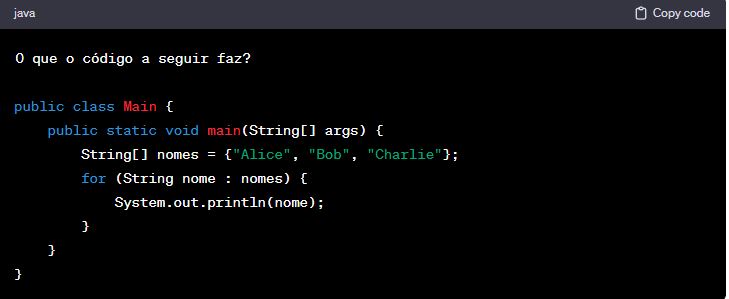 java
Copy code
O que o código a seguir faz?
public class Main {
    public static void main(String[] args) {
        String[] nomes = {"Alice", "Bob", "Charlie"};
        for (String nome : nomes) {
            System.out.println(nome);
        }
    }
}